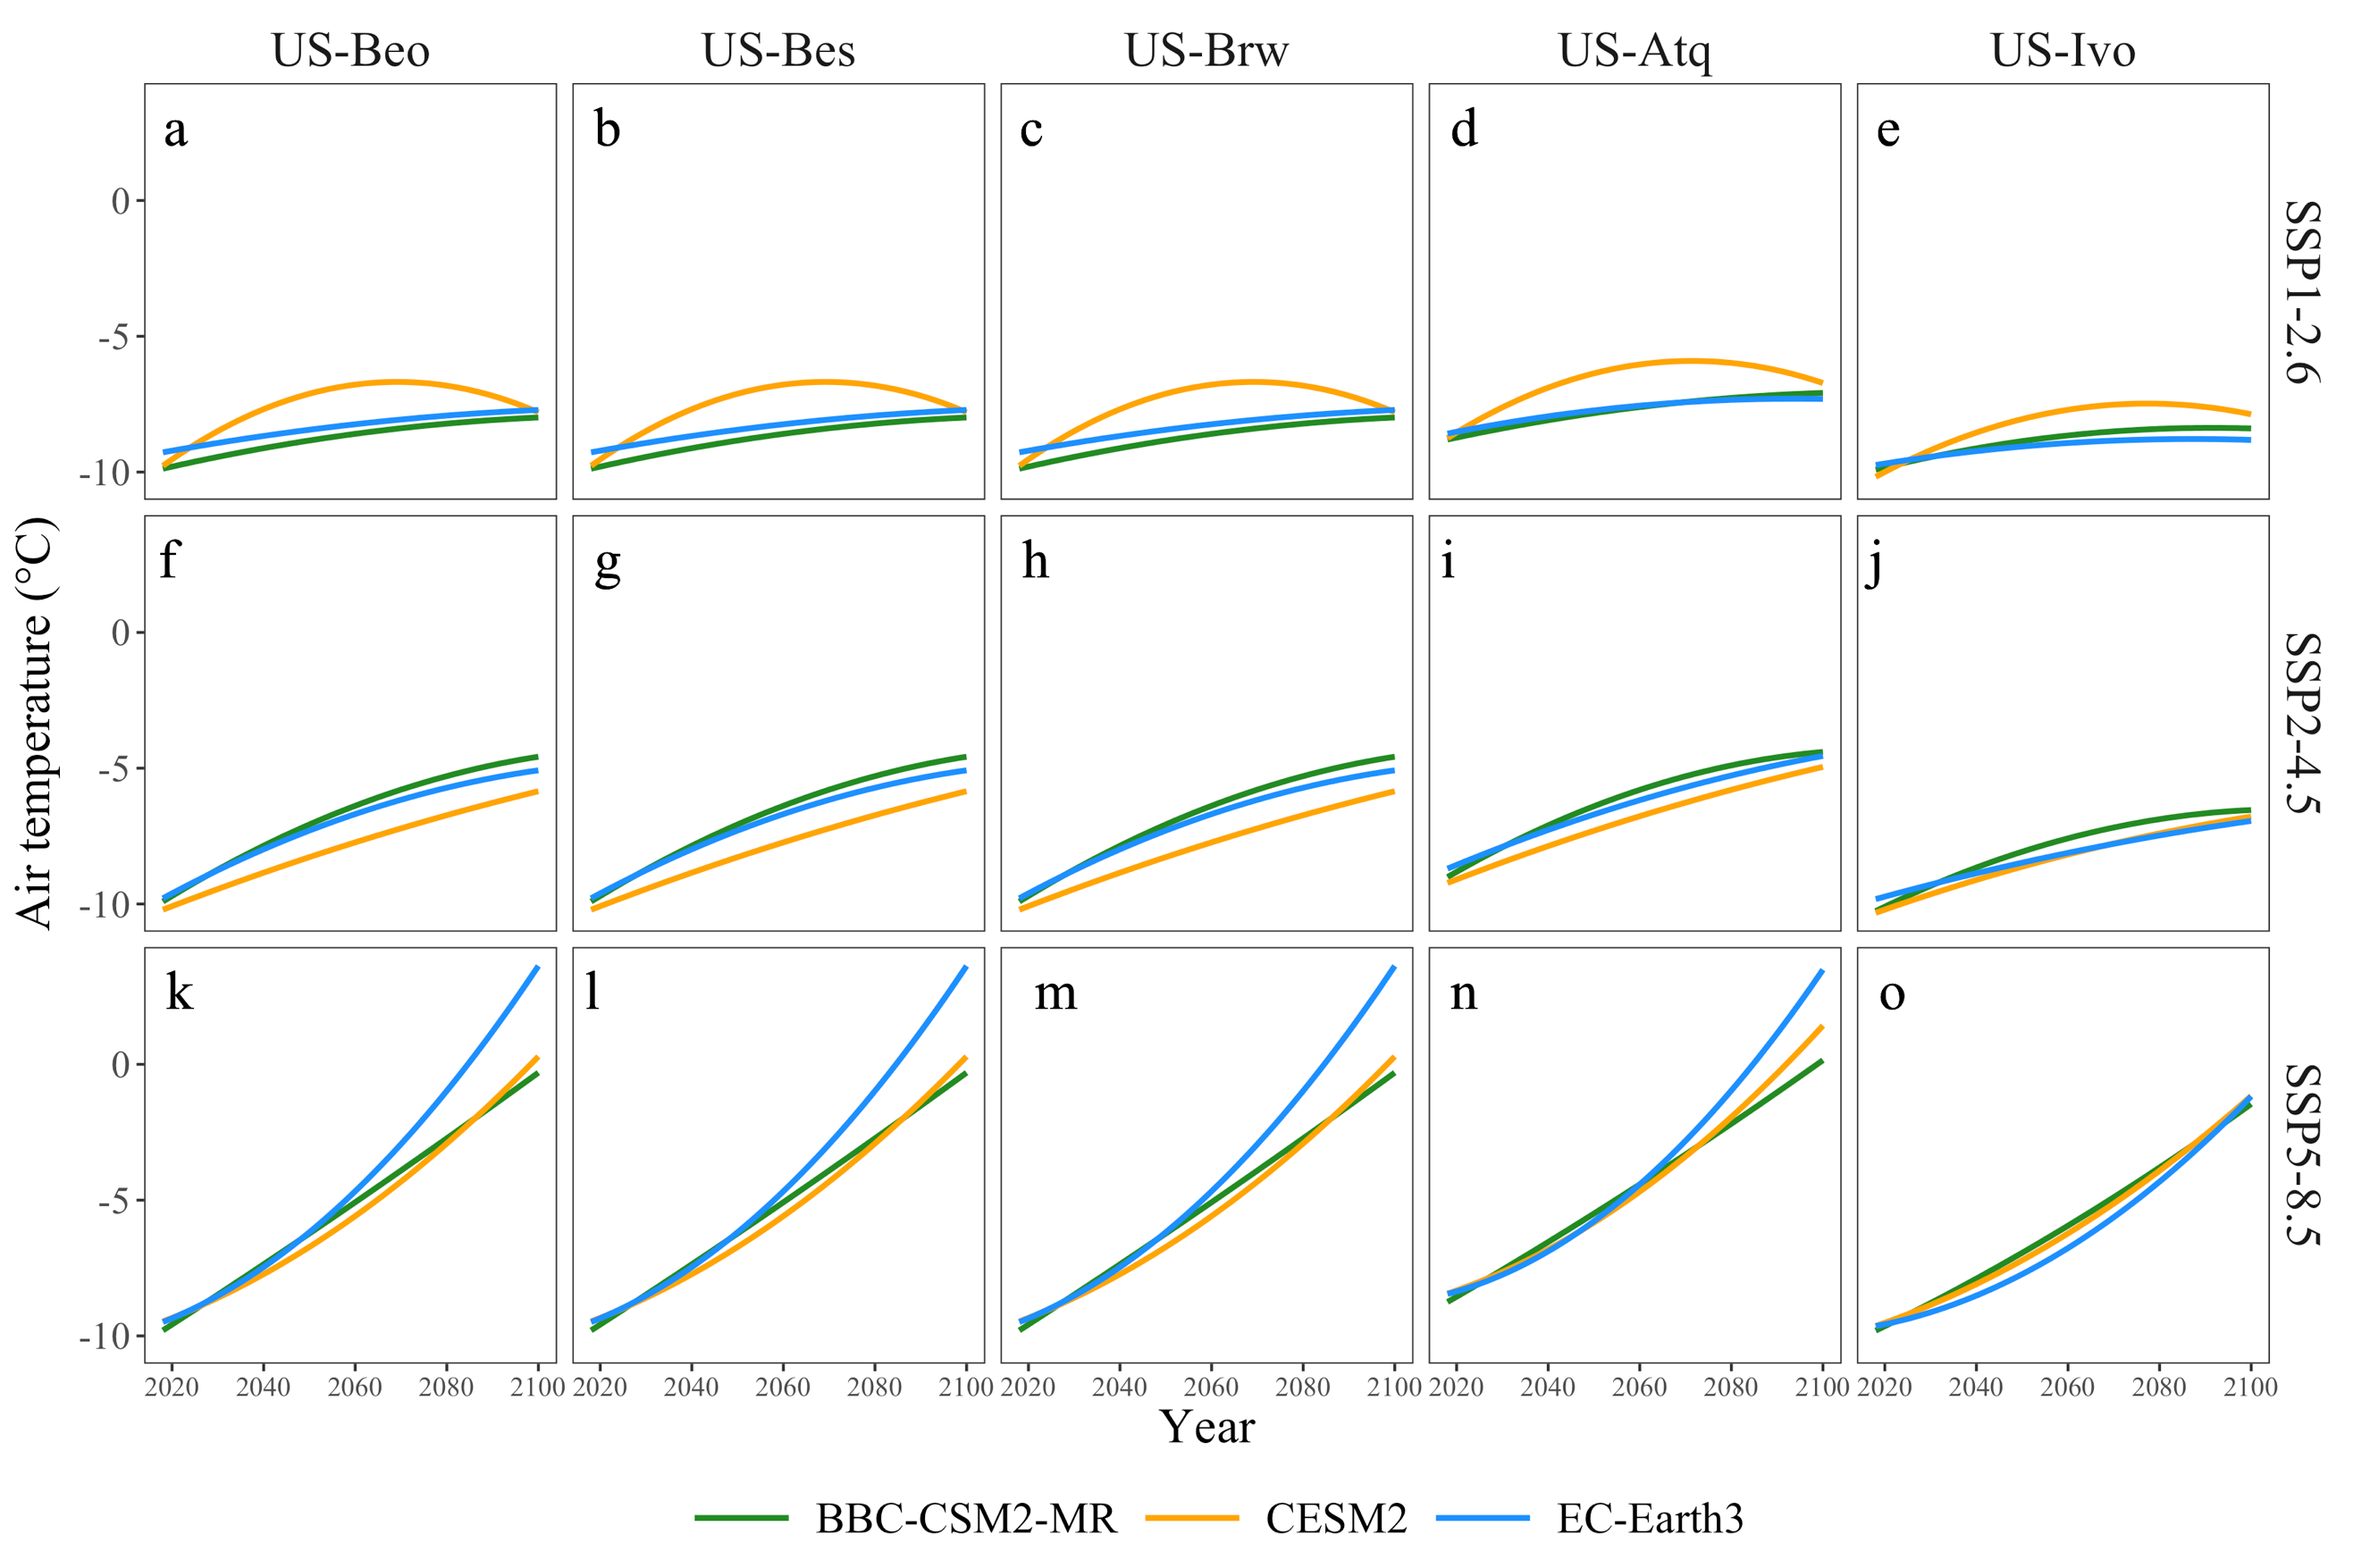 US-Beo US-Bes US-Brw US-Atq US-Ivo
a b c d e
0
-5
-10
SSP1-2.6
f g h i j
0
-5
-10
SSP2-4.5
Air temperature (°C)
k l m n o
0
-5
-10
SSP5-8.5
2020 2040 2060 2080 2100 2020 2040 2060 2080 2100 2020 2040 2060 2080 2100 2020 2040 2060 2080 2100 2020 2040 2060 2080 2100
Year
BBC-CSM2-MR CESM2 EC-Earth3